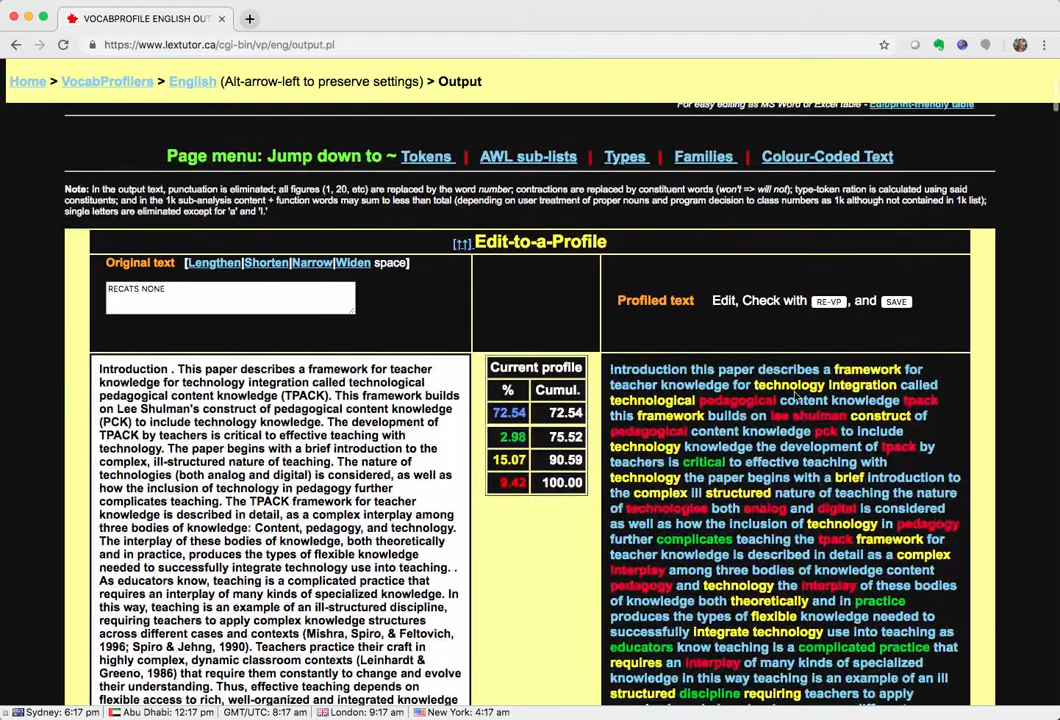 VOCABPROFILE ENGLISH OUT
https://www.lextutor.ca/cgi-bin/vp/eng/output.pl
Home > VocabProfilers > English (Alt-arrow-left to preserve settings) > Output
For easy editing as MS Word or Excel table - Edit/print-friendly table
Page menu: Jump down to ~ Tokens | AWL sub-lists | Types | Families | Colour-Coded Text
Note: In the output text, punctuation is eliminated; all figures (1, 20, etc) are replaced by the word number; contractions are replaced by constituent words (won't => will not); type-token ration is calculated using said
constituents; and in the 1k sub-analysis content + function words may sum to less than total (depending on user treatment of proper nouns and program decision to class numbers as 1k although not contained in 1k list);
single letters are eliminated except for 'a' and 'I.'
[↑↑] Edit-to-a-Profile
Original text [Lengthen|Shorten|Narrow|Widen space]
RECATS NONE
Profiled text Edit, Check with RE-VP, and SAVE
Introduction . This paper describes a framework for teacher
knowledge for technology integration called technological
pedagogical content knowledge (TPACK). This framework builds
on Lee Shulman's construct of pedagogical content knowledge
(PCK) to include technology knowledge. The development of
TPACK by teachers is critical to effective teaching with
technology. The paper begins with a brief introduction to the
complex, ill-structured nature of teaching. The nature of
technologies (both analog and digital) is considered, as well as
how the inclusion of technology in pedagogy further
complicates teaching. The TPACK framework for teacher
knowledge is described in detail, as a complex interplay among
three bodies of knowledge: Content, pedagogy, and technology.
The interplay of these bodies of knowledge, both theoretically
and in practice, produces the types of flexible knowledge
needed to successfully integrate technology use into teaching. .
As educators know, teaching is a complicated practice that
requires an interplay of many kinds of specialized knowledge. In
this way, teaching is an example of an ill-structured discipline,
requiring teachers to apply complex knowledge structures
across different cases and contexts (Mishra, Spiro, & Feltovich,
1996; Spiro & Jehng, 1990). Teachers practice their craft in
highly complex, dynamic classroom contexts (Leinhardt &
Greeno, 1986) that require them constantly to change and evolve
their understanding. Thus, effective teaching depends on
flexible access to rich, well-organized and integrated knowledge
Current profile
% Cumul.
72.54 72.54
2.98 75.52
15.07 90.59
9.42 100.00
introduction this paper describes a framework for
teacher knowledge for technology integration called
technological pedagogical content knowledge tpack
this framework builds on lee shulman construct of
pedagogical content knowledge pck to include
technology knowledge the development of tpack by
teachers is critical to effective teaching with
technology the paper begins with a brief introduction to
the complex ill structured nature of teaching the nature
of technologies both analog and digital is considered
as well as how the inclusion of technology in pedagogy
further complicates teaching the tpack framework for
teacher knowledge is described in detail as a complex
interplay among three bodies of knowledge content
pedagogy and technology the interplay of these bodies
of knowledge both theoretically and in practice
produces the types of flexible knowledge needed to
successfully integrate technology use into teaching as
educators know teaching is a complicated practice that
requires an interplay of many kinds of specialized
knowledge in this way teaching is an example of an ill
structured discipline requiring teachers to apply
Sydney: 6:17 pm Abu Dhabi: 12:17 pm GMT/UTC: 8:17 am London: 9:17 am New York: 4:17 am